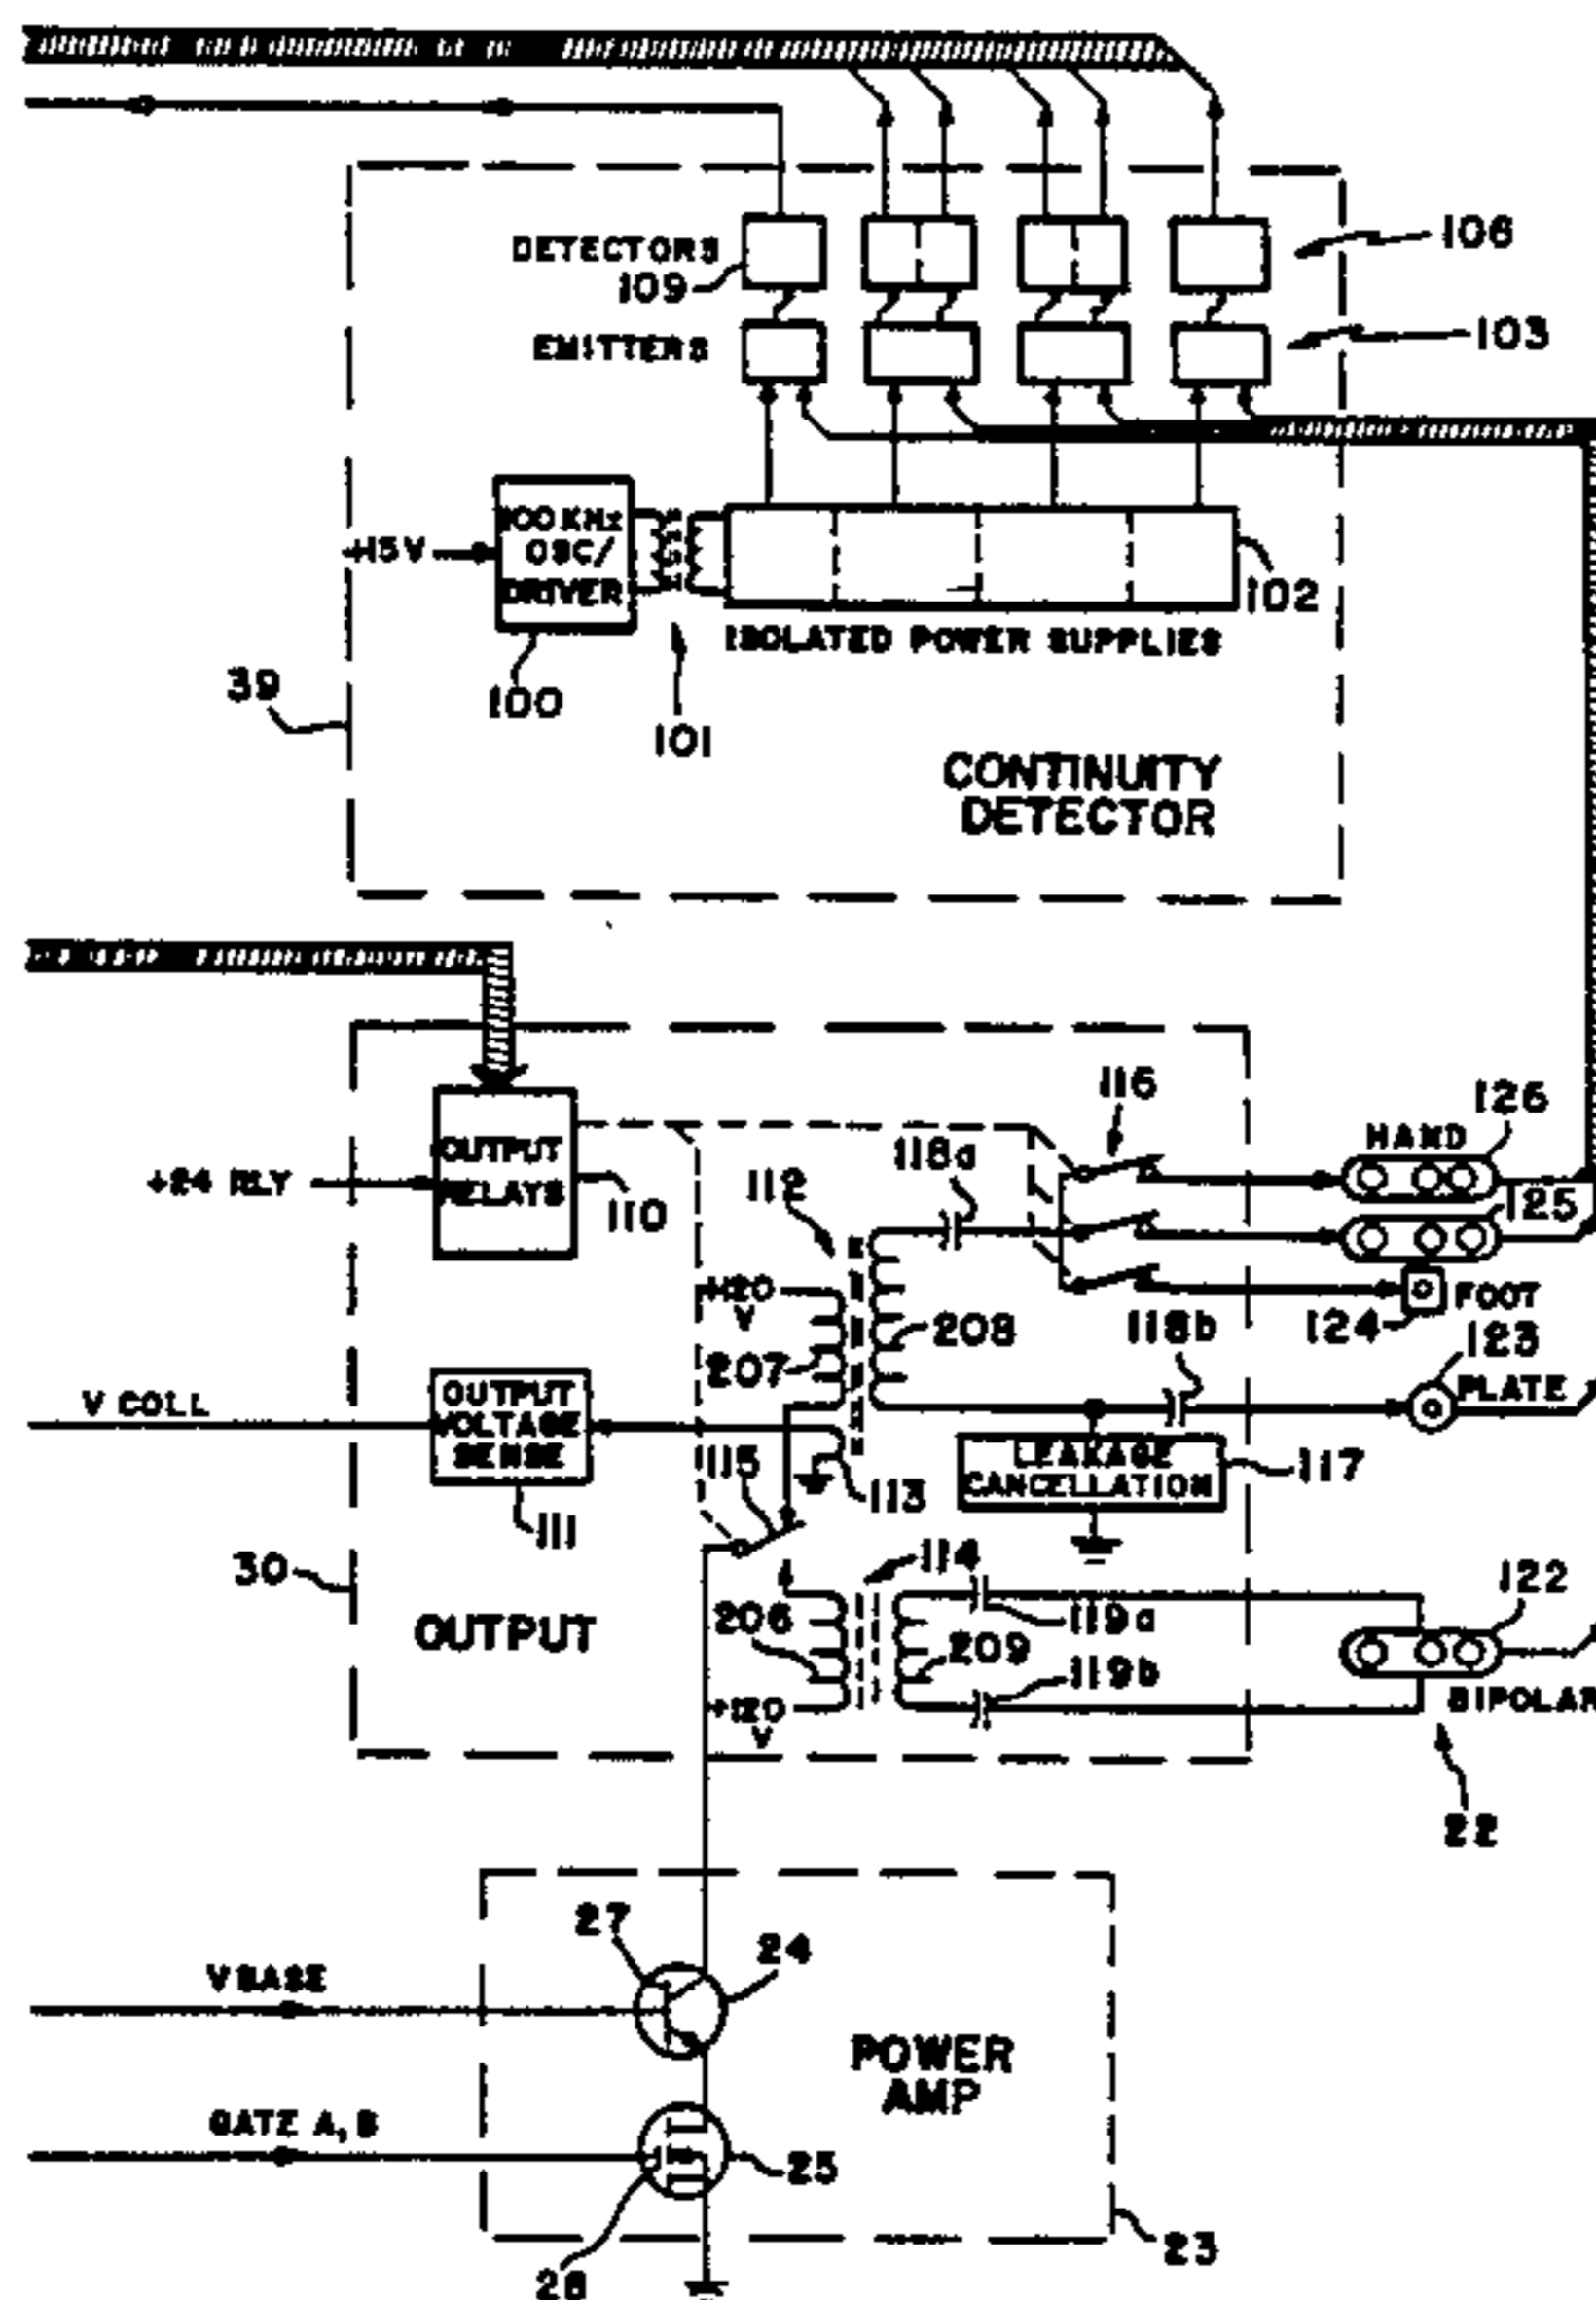 106
DETECTORS
109
EMITTERS
103
100 KHz
OSC/
DRIVER
+15V
102
ISOLATED POWER SUPPLIES
39
100
101
CONTINUITY
DETECTOR
116
126
HAND
118a
OUTPUT
RELAYS
+24 RLY
112
110
125
+120
V
208
118b
FOOT
124
123
207
V COLL
OUTPUT
VOLTAGE
SENSE
PLATE
115
LEAKAGE
CANCELLATION
117
113
111
30
114
122
OUTPUT
206
119a
209
119b
+120
V
BIPOLAR
22
27
24
V BASE
POWER
AMP
GATE A,B
25
23
28